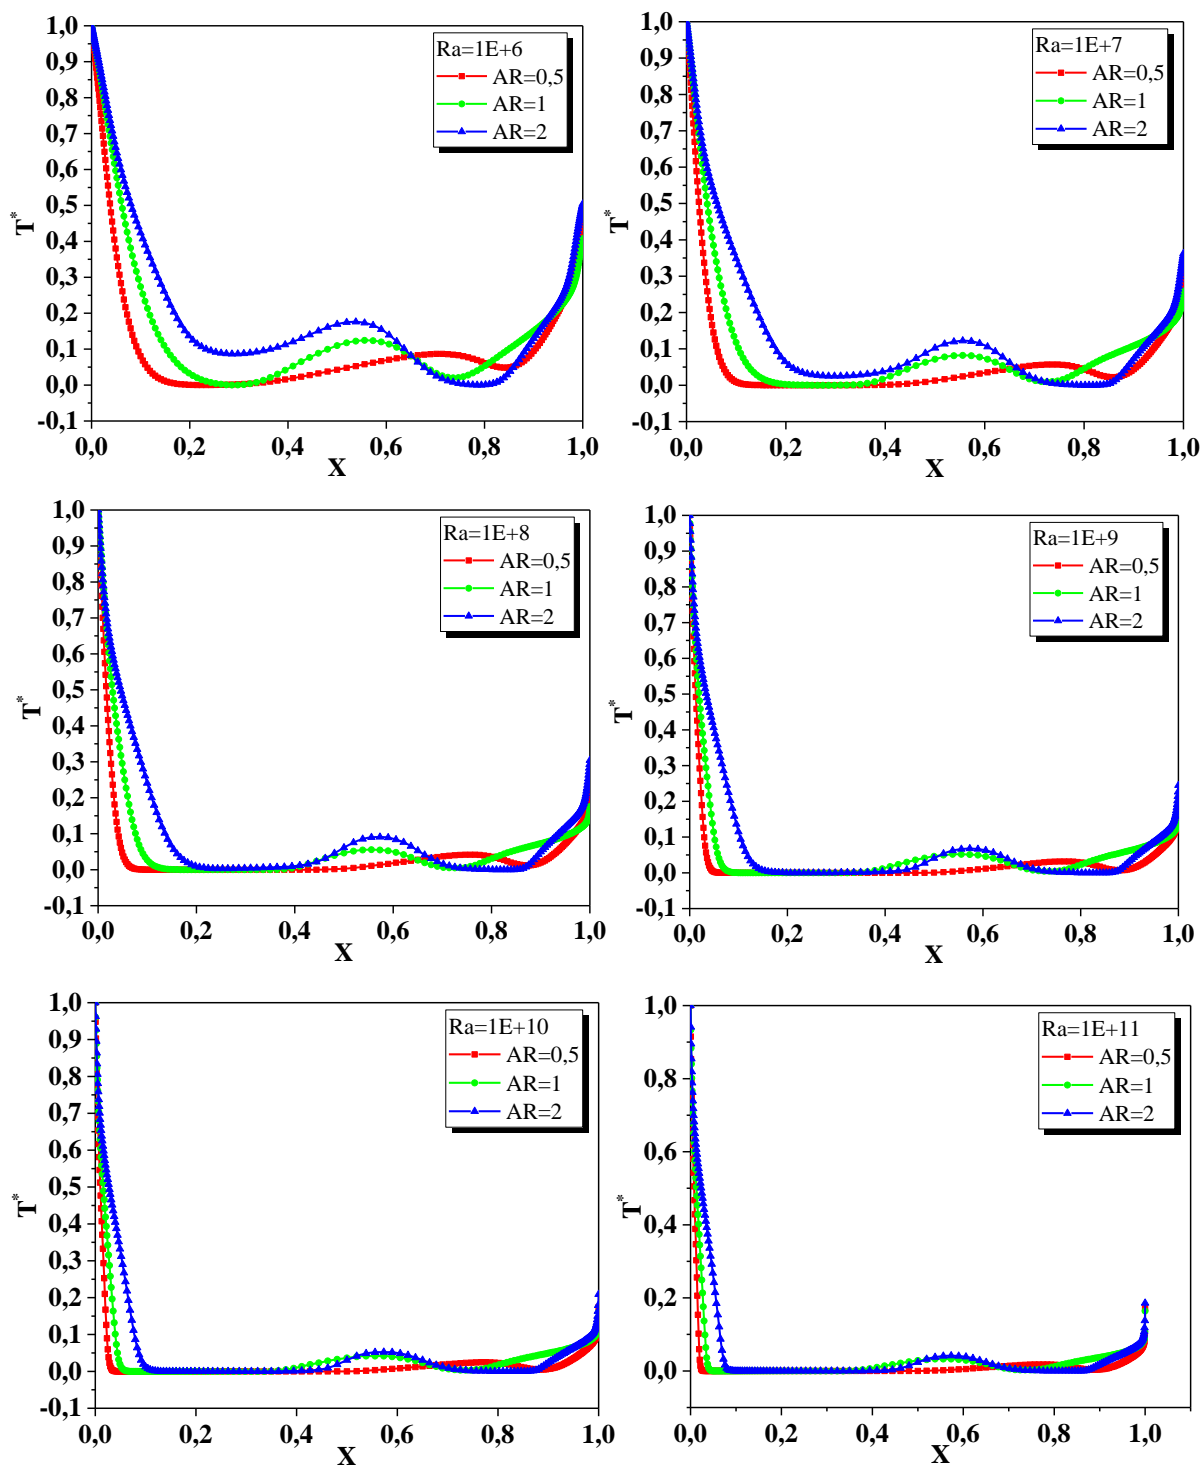 Ra=1E+6
AR=0,5
AR=1
AR=2
1,0
0,9
0,8
0,7
0,6
0,5
0,4
0,3
0,2
0,1
0,0
-0,1
T*
0,0 0,2 0,4 0,6 0,8 1,0
X
Ra=1E+7
AR=0,5
AR=1
AR=2
1,0
0,9
0,8
0,7
0,6
0,5
0,4
0,3
0,2
0,1
0,0
-0,1
T*
0,0 0,2 0,4 0,6 0,8 1,0
X
Ra=1E+8
AR=0,5
AR=1
AR=2
1,0
0,9
0,8
0,7
0,6
0,5
0,4
0,3
0,2
0,1
0,0
-0,1
T*
0,0 0,2 0,4 0,6 0,8 1,0
X
Ra=1E+9
AR=0,5
AR=1
AR=2
1,0
0,9
0,8
0,7
0,6
0,5
0,4
0,3
0,2
0,1
0,0
-0,1
T*
0,0 0,2 0,4 0,6 0,8 1,0
X
Ra=1E+10
AR=0,5
AR=1
AR=2
1,0
0,9
0,8
0,7
0,6
0,5
0,4
0,3
0,2
0,1
0,0
-0,1
T*
0,0 0,2 0,4 0,6 0,8 1,0
X
Ra=1E+11
AR=0,5
AR=1
AR=2
1,0
0,8
0,6
0,4
0,2
0,0
T*
0,0 0,2 0,4 0,6 0,8 1,0
X